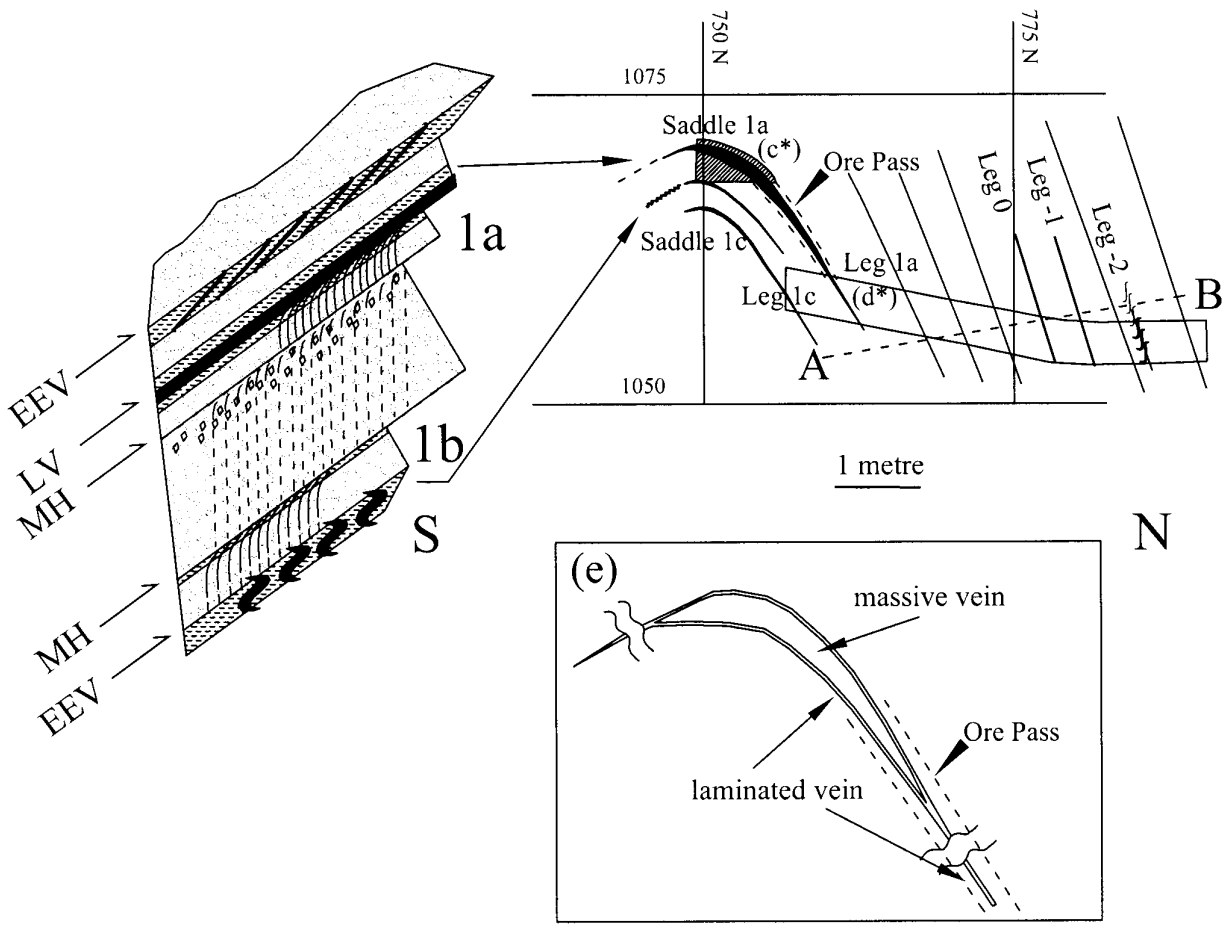 750 N
775 N
1075
Saddle 1a
(c*)
Ore Pass
Leg 0
Leg -1
Leg -2
1a
Saddle 1c
Leg 1a
(d*)
Leg 1c
B
A
EEV
1050
LV
MH
1b
1 metre
S
N
(e)
massive vein
MH
EEV
Ore Pass
laminated vein